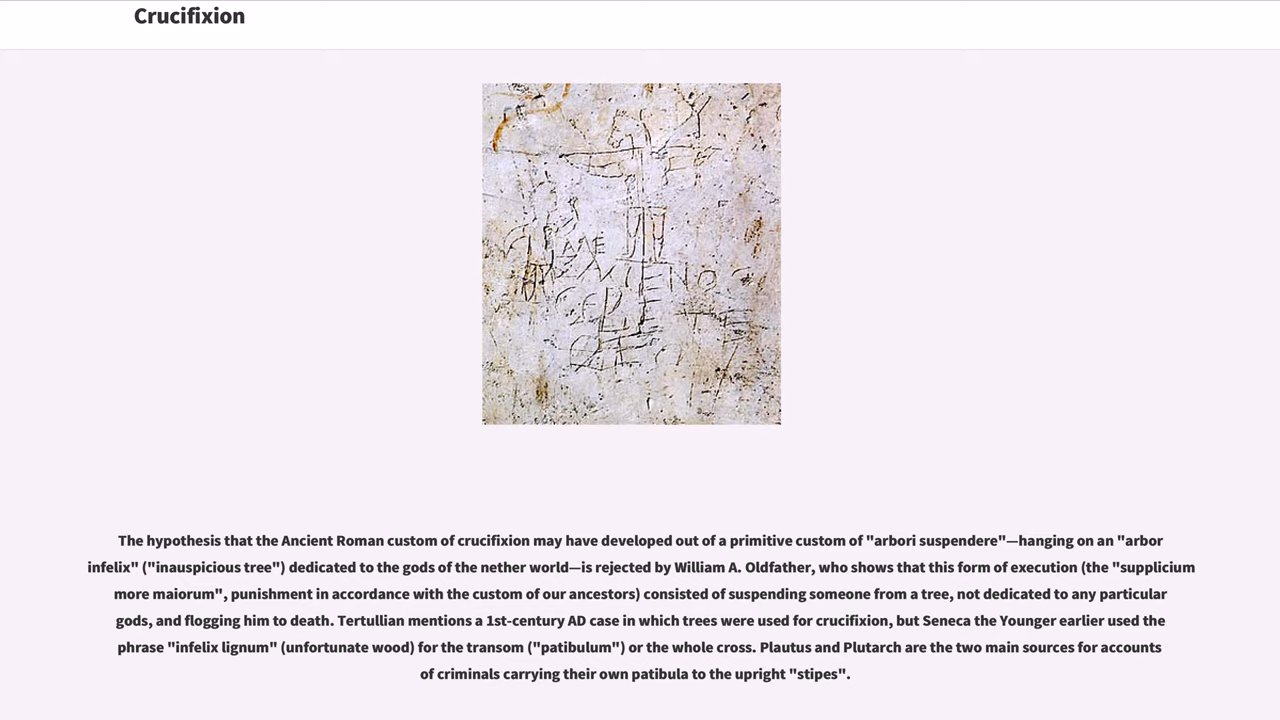 Crucifixion
The hypothesis that the Ancient Roman custom of crucifixion may have developed out of a primitive custom of "arbori suspendere"—hanging on an "arbor
infelix" ("inauspicious tree") dedicated to the gods of the nether world—is rejected by William A. Oldfather, who shows that this form of execution (the "supplicium
more maiorum", punishment in accordance with the custom of our ancestors) consisted of suspending someone from a tree, not dedicated to any particular
gods, and flogging him to death. Tertullian mentions a 1st-century AD case in which trees were used for crucifixion, but Seneca the Younger earlier used the
phrase "infelix lignum" (unfortunate wood) for the transom ("patibulum") or the whole cross. Plautus and Plutarch are the two main sources for accounts
of criminals carrying their own patibula to the upright "stipes".